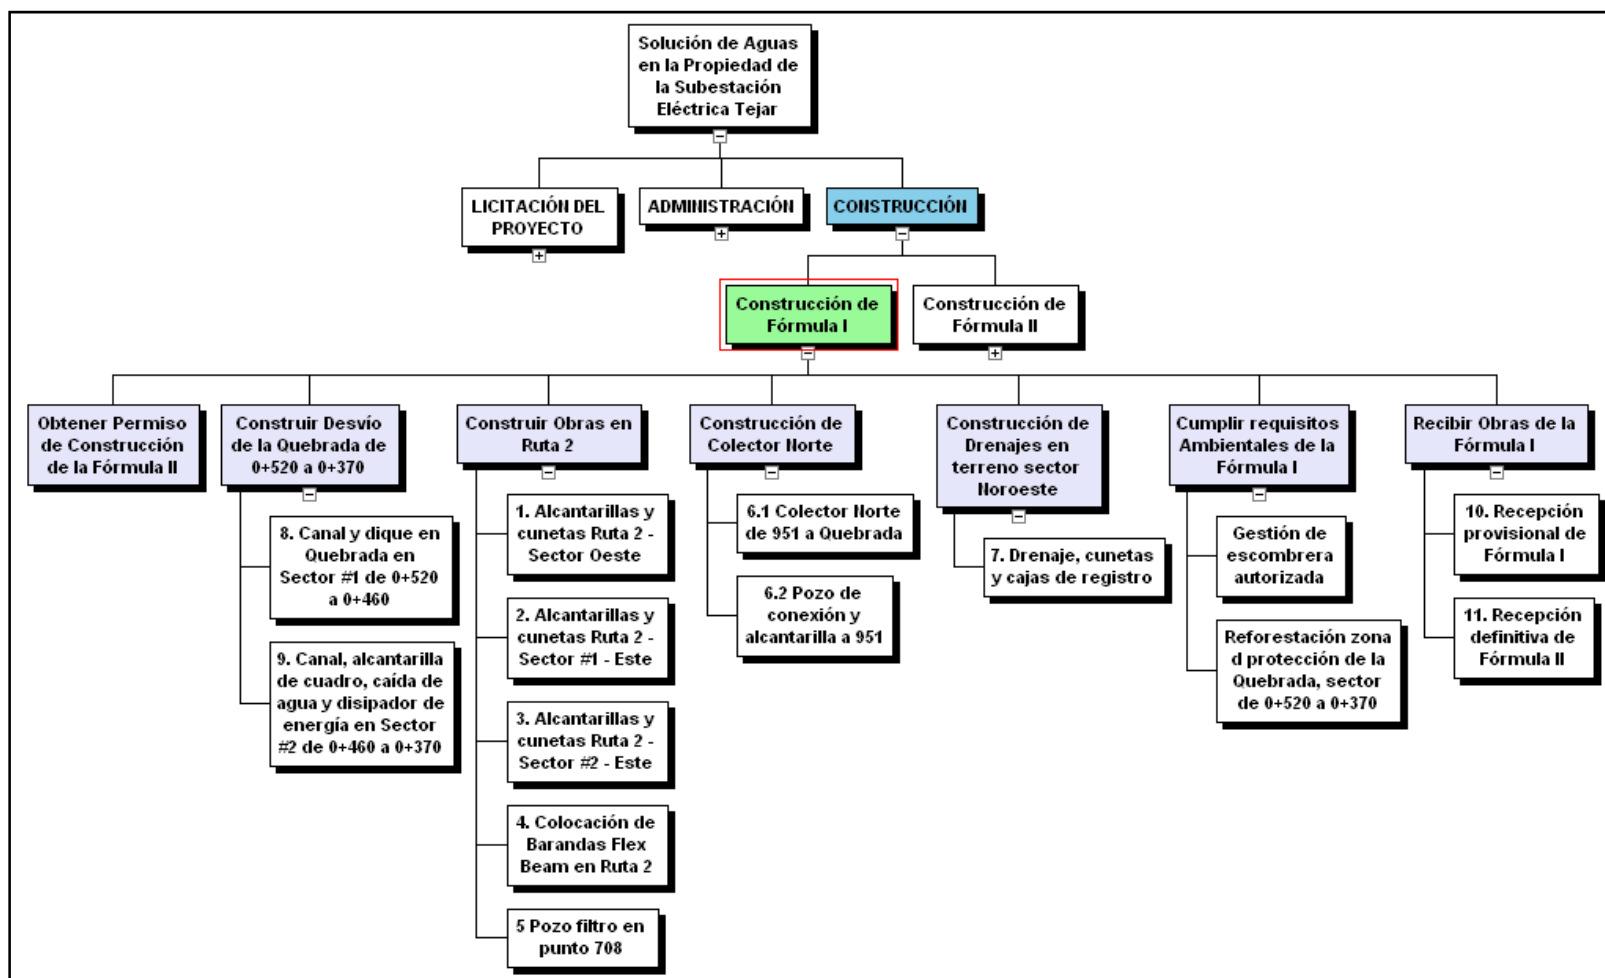 Solución de Aguas
en la Propiedad de
la Subestación
Eléctrica Tejar
LICITACIÓN DEL
PROYECTO
ADMINISTRACIÓN
CONSTRUCCIÓN
Construcción de
Fórmula I
Construcción de
Fórmula II
Obtener Permiso
de Construcción
de la Fórmula II
Construir Desvío
de la Quebrada de
0+520 a 0+370
8. Canal y dique en
Quebrada en
Sector #1 de 0+520
a 0+460
9. Canal, alcantarilla
de cuadro, caída de
agua y disipador de
energía en Sector
#2 de 0+460 a 0+370
Construir Obras en
Ruta 2
1. Alcantarillas y
cunetas Ruta 2 -
Sector Oeste
2. Alcantarillas y
cunetas Ruta 2 -
Sector #1 - Este
3. Alcantarillas y
cunetas Ruta 2 -
Sector #2 - Este
4. Colocación de
Barandas Flex
Beam en Ruta 2
5 Pozo filtro en
punto 708
Construcción de
Colector Norte
6.1 Colector Norte
de 951 a Quebrada
6.2 Pozo de
conexión y
alcantarilla a 951
Construcción de
Drenajes en
terreno sector
Noroeste
7. Drenaje, cunetas
y cajas de registro
Cumplir requisitos
Ambientales de la
Fórmula I
Gestión de
escombrera
autorizada
Reforestación zona
d protección de la
Quebrada, sector
de 0+520 a 0+370
Recibir Obras de la
Fórmula I
10. Recepción
provisional de
Fórmula I
11. Recepción
definitiva de
Fórmula II